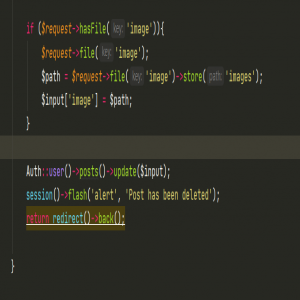 if ($request->hasFile( key: 'image')){
$request->file( key: 'image');
$path = $request->file( key: 'image')->store( path: 'images');
$input['image'] = $path;
}
Auth::user()->posts()->update($input);
session()->flash('alert', 'Post has been deleted');
return redirect()->back();
}